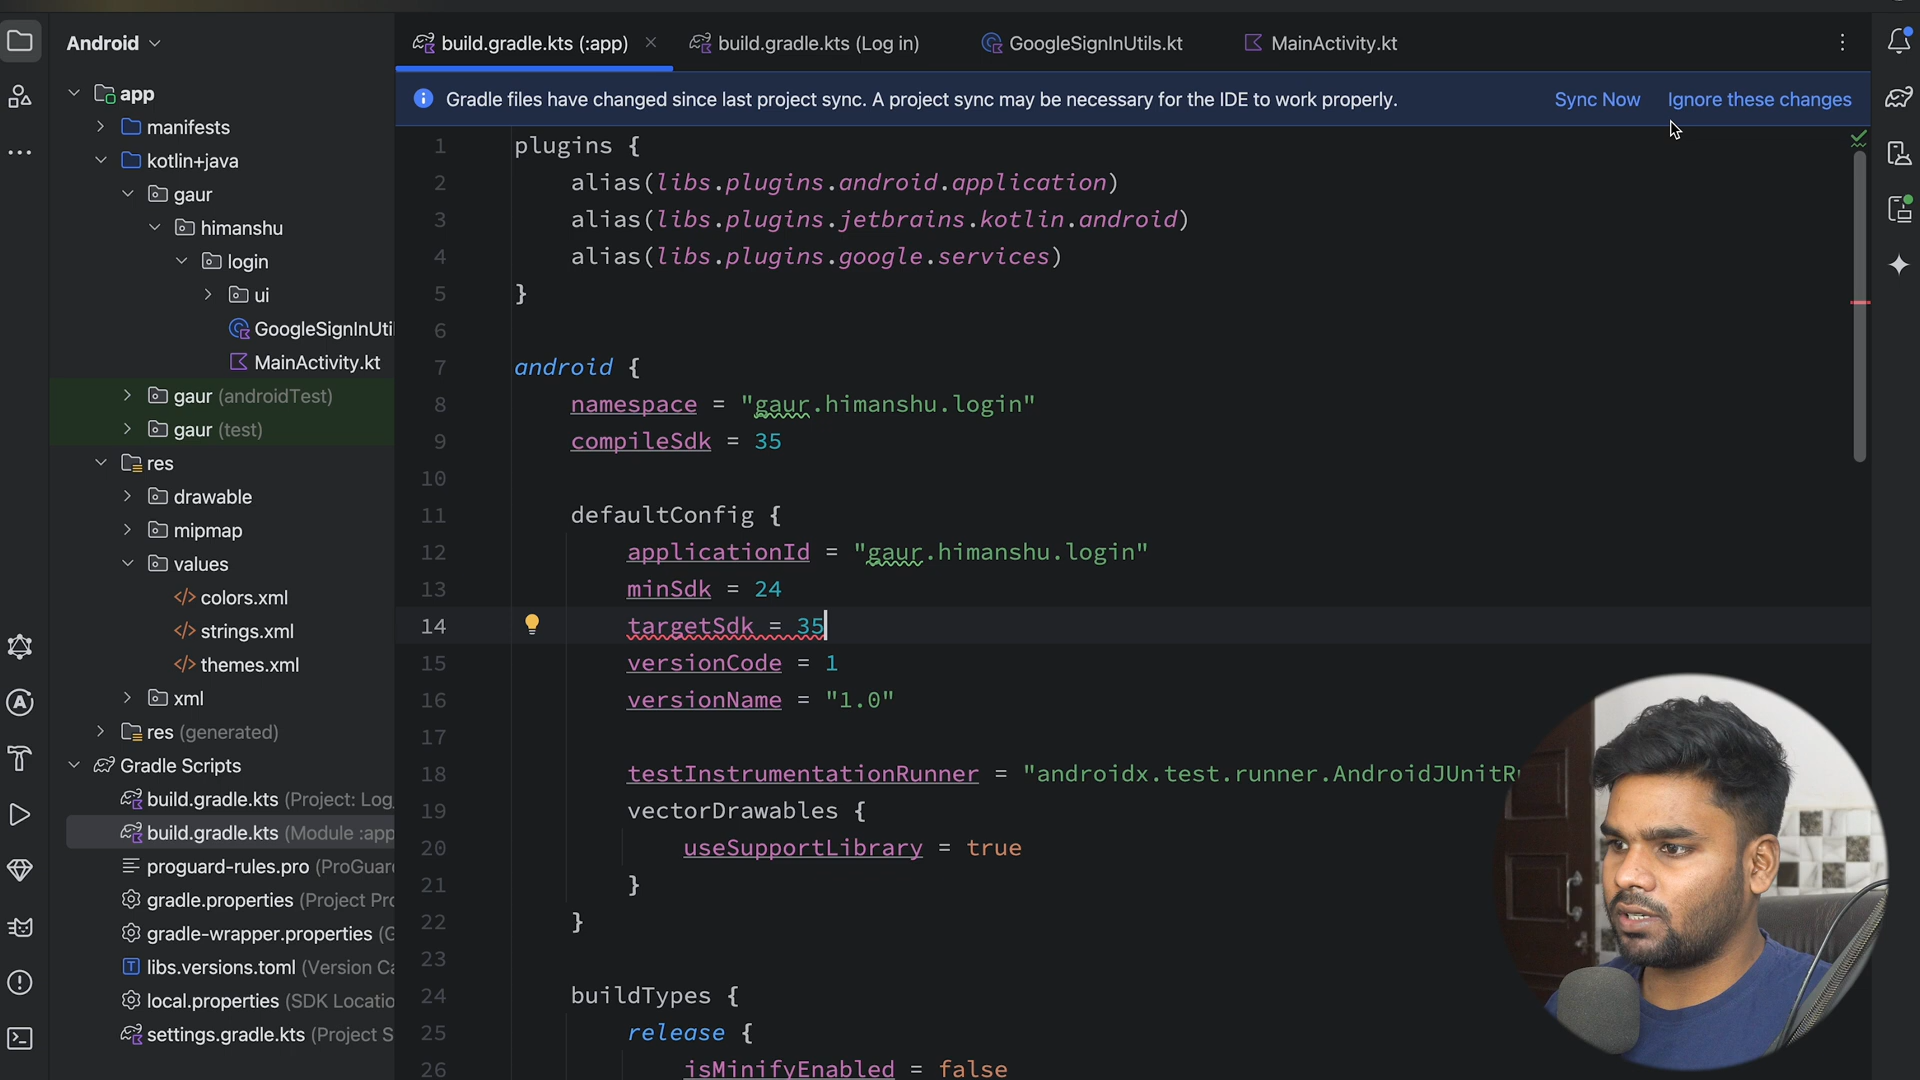 Android
build.gradle.kts (:app)
build.gradle.kts (Log in)
GoogleSignInUtils.kt
MainActivity.kt
Gradle files have changed since last project sync. A project sync may be necessary for the IDE to work properly.
Sync Now
Ignore these changes
app
manifests
kotlin+java
gaur
himanshu
login
ui
GoogleSignInUtil
MainActivity.kt
gaur (androidTest)
gaur (test)
res
drawable
mipmap
values
colors.xml
strings.xml
themes.xml
xml
res (generated)
Gradle Scripts
build.gradle.kts (Project: Log_
build.gradle.kts (Module :app
proguard-rules.pro (ProGuar
gradle.properties (Project Pro
gradle-wrapper.properties (G
libs.versions.toml (Version Ca
local.properties (SDK Locatio
settings.gradle.kts (Project S
1 plugins {
2 alias(libs.plugins.android.application)
3 alias(libs.plugins.jetbrains.kotlin.android)
4 alias(libs.plugins.google.services)
5 }
6
7 android {
8 namespace = "gaur.himanshu.login"
9 compileSdk = 35
10
11 defaultConfig {
12 applicationId = "gaur.himanshu.login"
13 minSdk = 24
14 targetSdk = 35
15 versionCode = 1
16 versionName = "1.0"
17
18 testInstrumentationRunner = "androidx.test.runner.AndroidJUnitRu
19 vectorDrawables {
20 useSupportLibrary = true
21 }
22 }
23
24 buildTypes {
25 release {
26 isMinifyEnabled = false